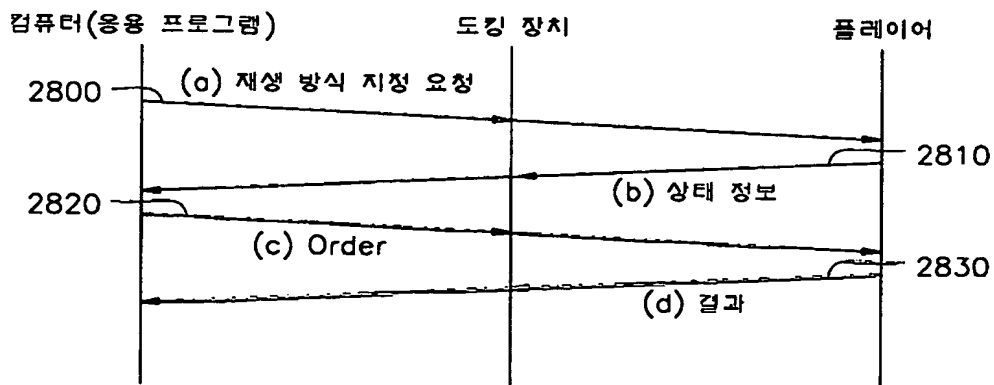 컴퓨터(응용 프로그램)
도킹 장치
플레이어
(a) 재생 방식 지정 요청
2800
2810
(b) 상태 정보
2820
(c) Order
2830
(d) 결과